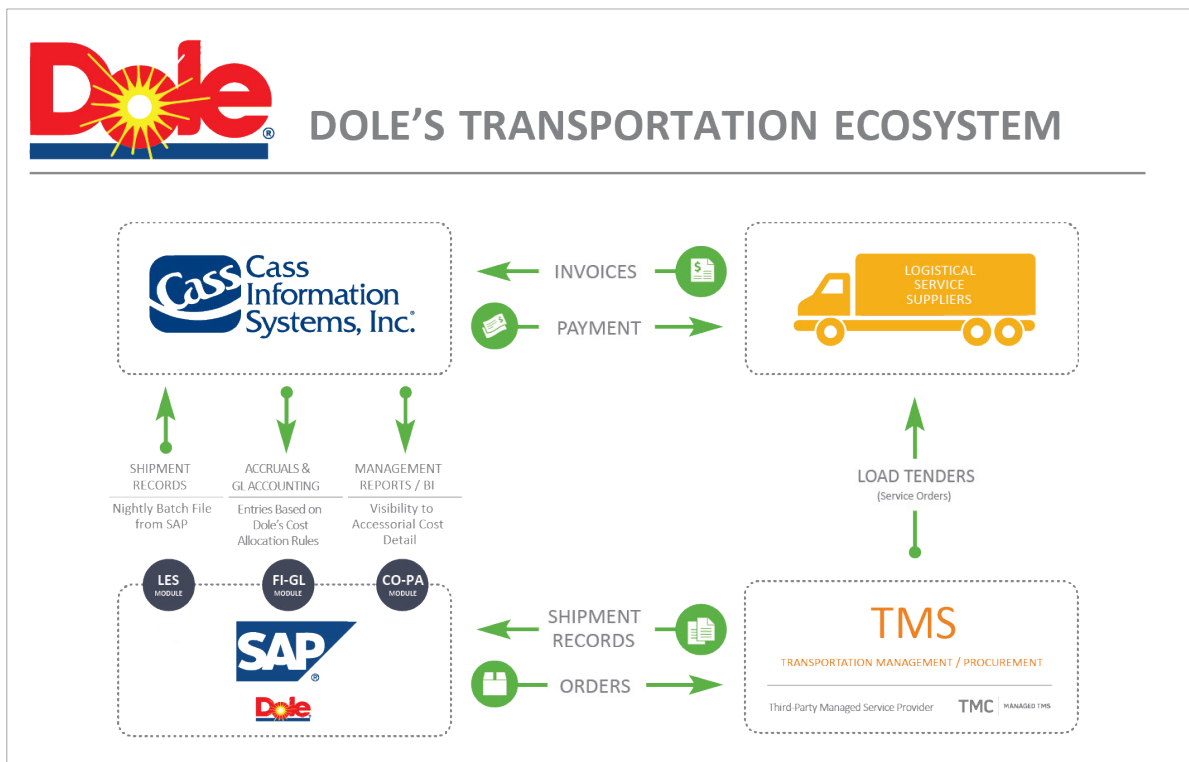 Dole®
DOLE'S TRANSPORTATION ECOSYSTEM
Cass
Cass
Information
Systems, Inc.®
INVOICES
$
PAYMENT
$
LOGISTICAL
SERVICE
SUPPLIERS
SHIPMENT
RECORDS
Nightly Batch File
from SAP
ACCRUALS &
GL ACCOUNTING
Entries Based on
Dole's Cost
Allocation Rules
MANAGEMENT
REPORTS / BI
Visibility to
Accessorial Cost
Detail
LOAD TENDERS
(Service Orders)
LES
MODULE
FI-GL
MODULE
CO-PA
MODULE
SAP®
Dole
SHIPMENT
RECORDS
ORDERS
TMS
TRANSPORTATION MANAGEMENT / PROCUREMENT
Third-Party Managed Service Provider
TMC | MANAGED TMS